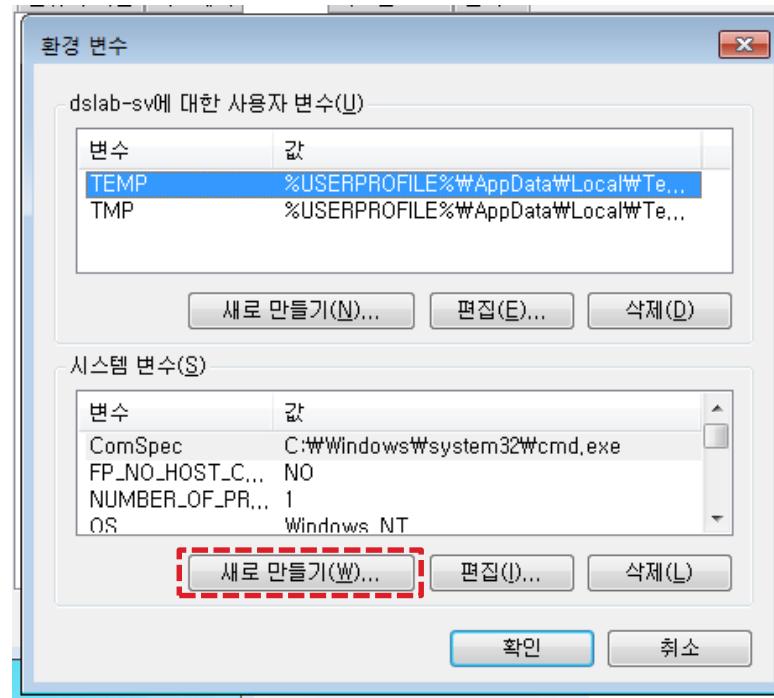 환경 변수
dslab-sv에 대한 사용자 변수(U)
변수 값
TEMP %USERPROFILE%₩AppData₩Local₩Te...
TMP %USERPROFILE%₩AppData₩Local₩Te...
새로 만들기(N)... 편집(E)... 삭제(D)
시스템 변수(S)
변수 값
ComSpec C:₩Windows₩system32₩cmd.exe
FP_NO_HOST_C... NO
NUMBER_OF_PR... 1
OS Windows_NT
새로 만들기(W)... 편집(I)... 삭제(L)
확인 취소